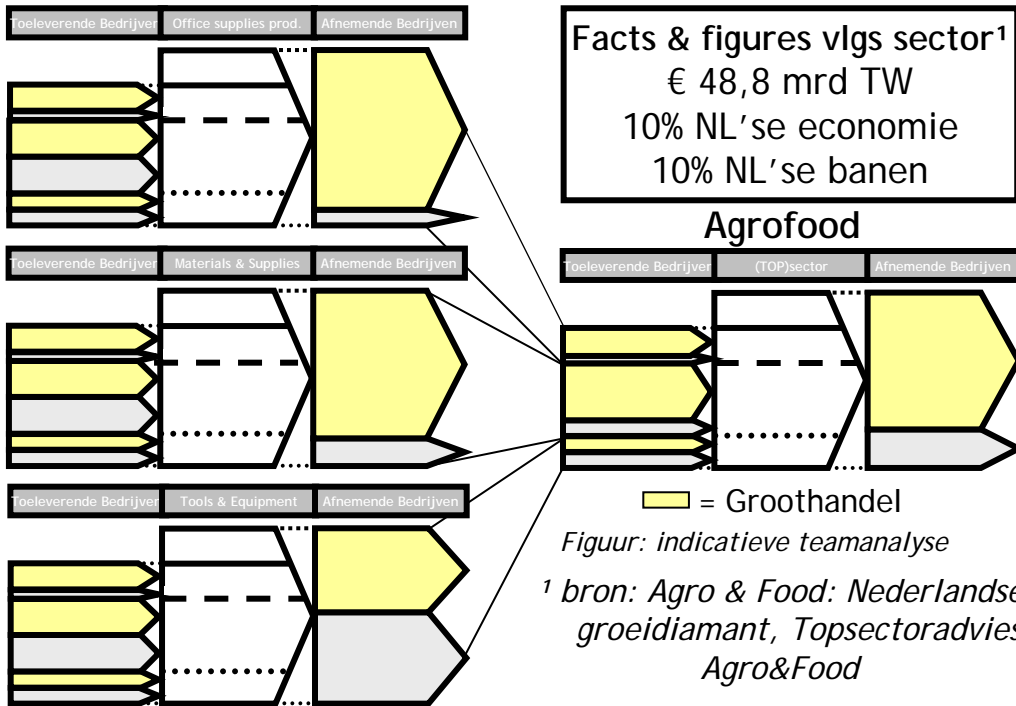 Toeleverende Bedrijven Office supplies prod. Afnemende Bedrijven
Facts & figures vlgs sector¹
€ 48,8 mrd TW
10% NL'se economie
10% NL'se banen
Agrofood
Toeleverende Bedrijven Materials & Supplies Afnemende Bedrijven
Toeleverende Bedrijven (TOP)sector Afnemende Bedrijven
Toeleverende Bedrijven Tools & Equipment Afnemende Bedrijven
= Groothandel
Figuur: indicatieve teamanalyse
¹ bron: Agro & Food: Nederlandse
groeidiamant, Topsectoradvies
Agro&Food